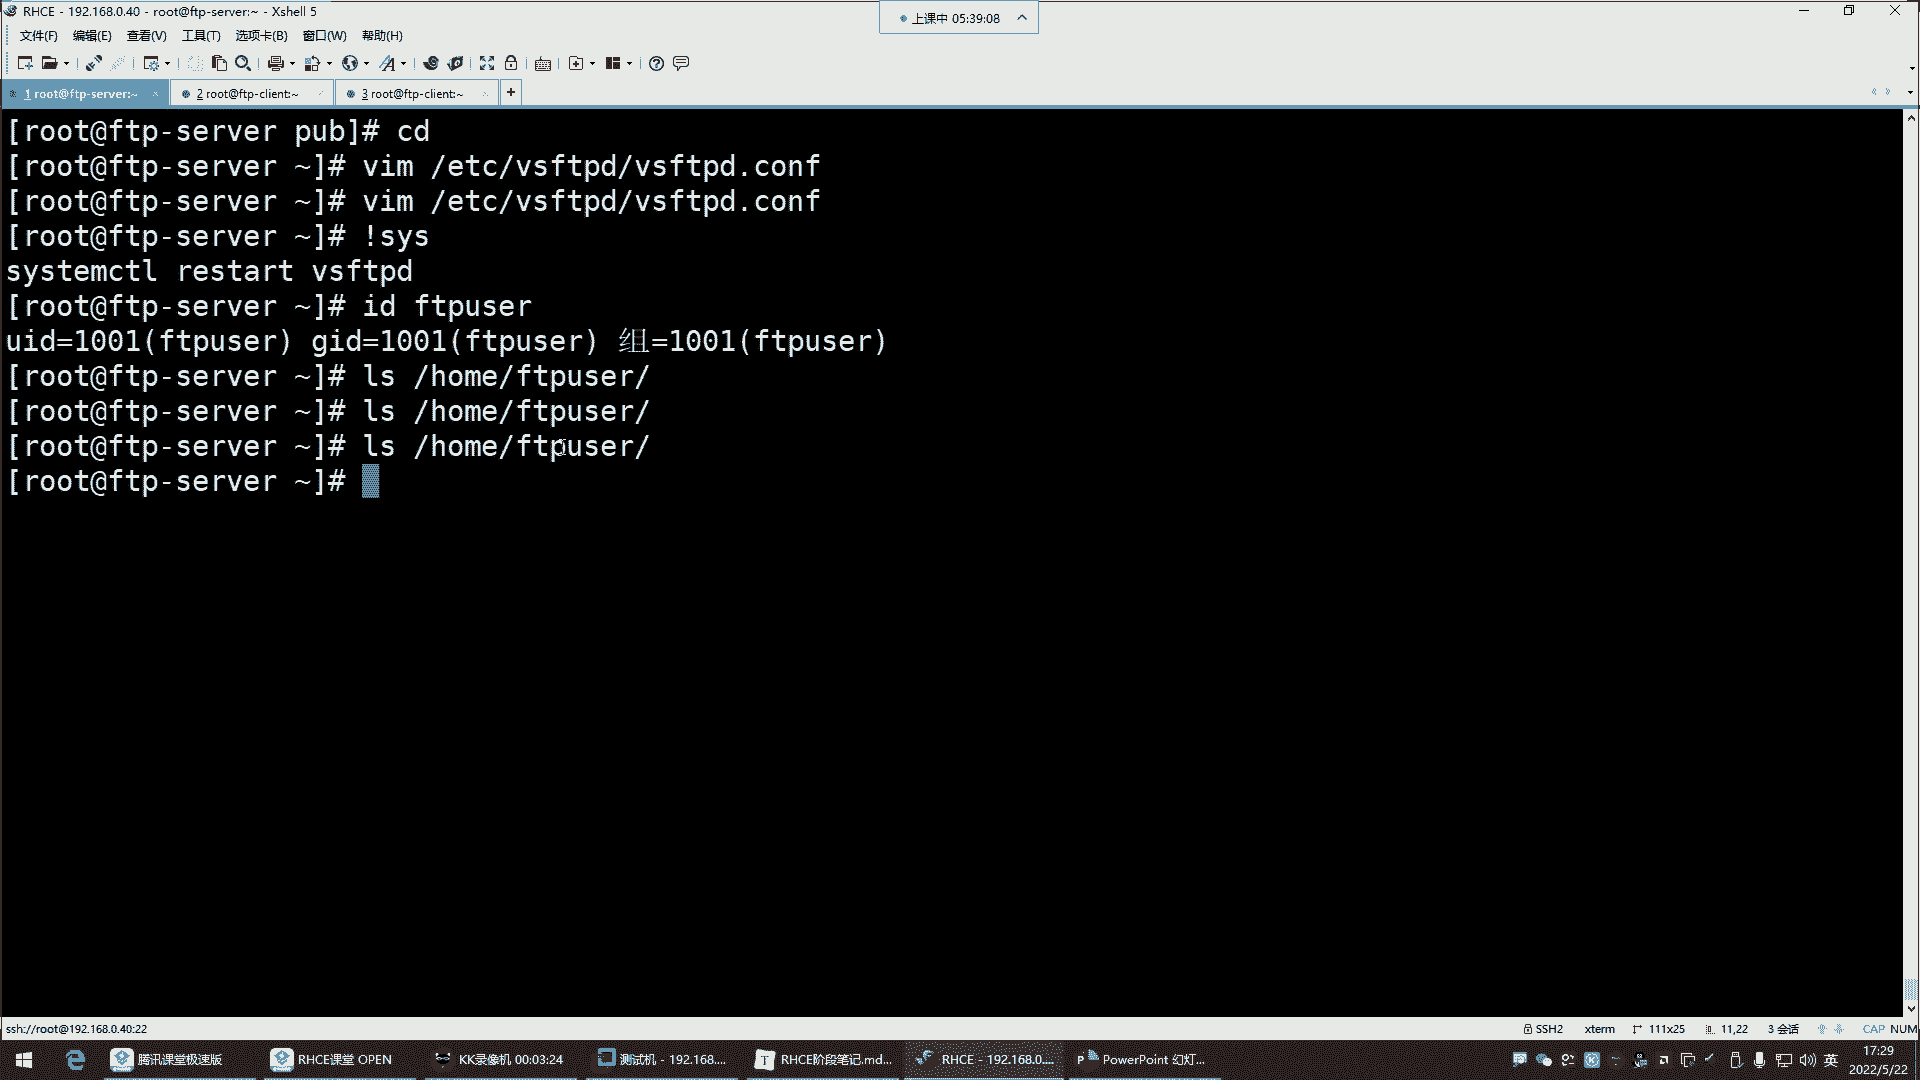 RHCE - 192.168.0.40 - root@ftp-server:~ - Xshell 5
上课中 05:39:08
文件(F) 编辑(E) 查看(V) 工具(T) 选项卡(B) 窗口(W) 帮助(H)
1 root@ftp-server:~ 2 root@ftp-client:~ 3 root@ftp-client:~
[root@ftp-server pub]# cd
[root@ftp-server ~]# vim /etc/vsftpd/vsftpd.conf
[root@ftp-server ~]# vim /etc/vsftpd/vsftpd.conf
[root@ftp-server ~]# !sys
systemctl restart vsftpd
[root@ftp-server ~]# id ftpuser
uid=1001(ftpuser) gid=1001(ftpuser) 组=1001(ftpuser)
[root@ftp-server ~]# ls /home/ftpuser/
[root@ftp-server ~]# ls /home/ftpuser/
[root@ftp-server ~]# ls /home/ftpuser/
[root@ftp-server ~]#
ssh://root@192.168.0.40:22 SSH2 xterm 111x25 11,22 3 会话 CAP NUM
腾讯课堂极速版 RHCE课堂 OPEN KK录像机 00:03:24 测试机 - 192.168.... RHCE阶段笔记.md... RHCE - 192.168.0.... PowerPoint 幻灯... 英 17:29
2022/5/22